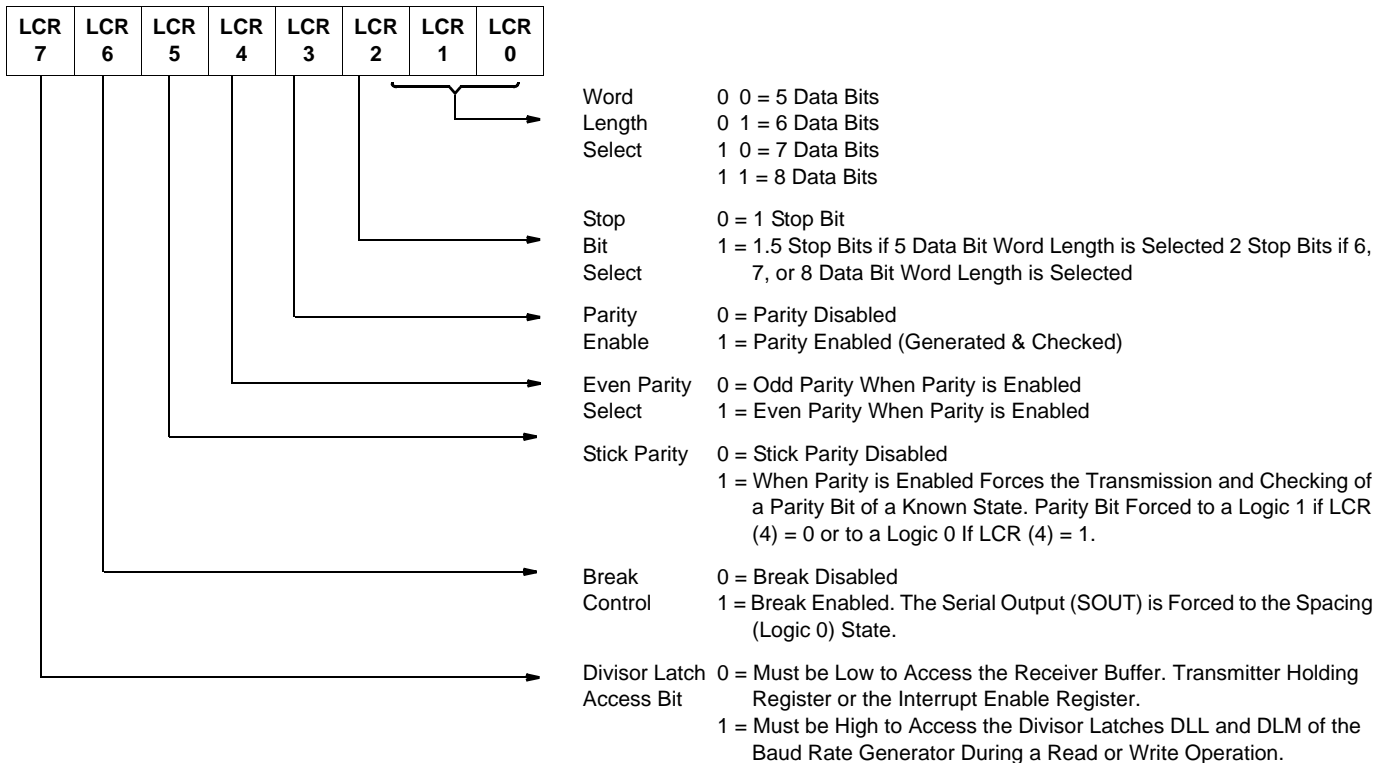 LCR LCR LCR LCR LCR LCR LCR LCR
7 6 5 4 3 2 1 0
Word 0 0 = 5 Data Bits
Length 0 1 = 6 Data Bits
Select 1 0 = 7 Data Bits
1 1 = 8 Data Bits
Stop 0 = 1 Stop Bit
Bit 1 = 1.5 Stop Bits if 5 Data Bit Word Length is Selected 2 Stop Bits if 6,
Select 7, or 8 Data Bit Word Length is Selected
Parity 0 = Parity Disabled
Enable 1 = Parity Enabled (Generated & Checked)
Even Parity 0 = Odd Parity When Parity is Enabled
Select 1 = Even Parity When Parity is Enabled
Stick Parity 0 = Stick Parity Disabled
1 = When Parity is Enabled Forces the Transmission and Checking of
a Parity Bit of a Known State. Parity Bit Forced to a Logic 1 if LCR
(4) = 0 or to a Logic 0 If LCR (4) = 1.
Break 0 = Break Disabled
Control 1 = Break Enabled. The Serial Output (SOUT) is Forced to the Spacing
(Logic 0) State.
Divisor Latch 0 = Must be Low to Access the Receiver Buffer. Transmitter Holding
Access Bit Register or the Interrupt Enable Register.
1 = Must be High to Access the Divisor Latches DLL and DLM of the
Baud Rate Generator During a Read or Write Operation.